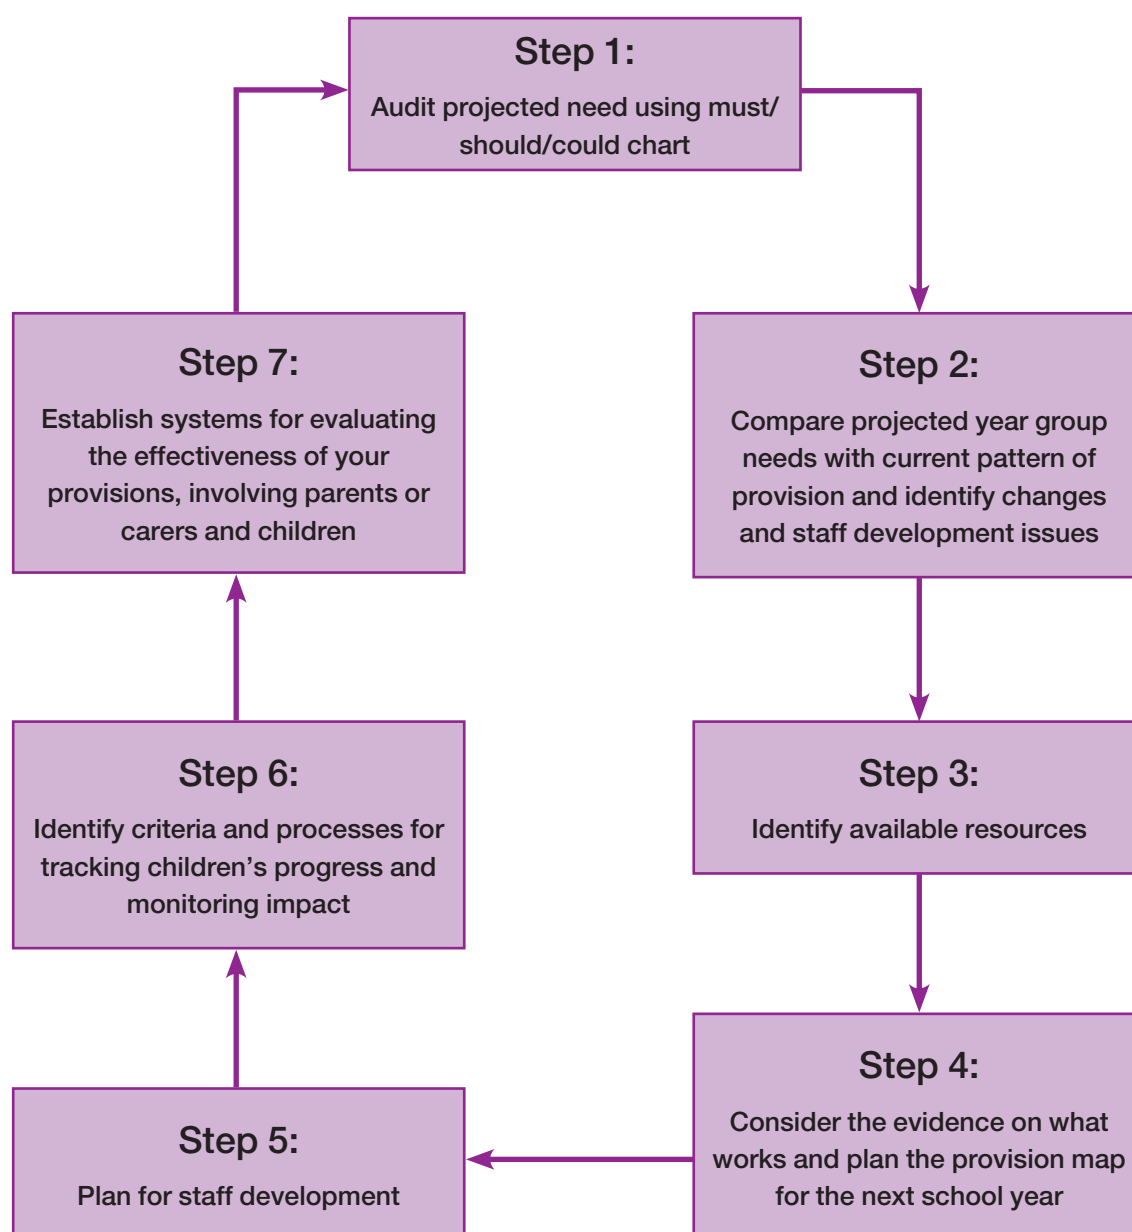 Step 1:
Audit projected need using must/
should/could chart
Step 2:
Compare projected year group
needs with current pattern of
provision and identify changes
and staff development issues
Step 3:
Identify available resources
Step 4:
Consider the evidence on what
works and plan the provision map
for the next school year
Step 5:
Plan for staff development
Step 6:
Identify criteria and processes for
tracking children’s progress and
monitoring impact
Step 7:
Establish systems for evaluating
the effectiveness of your
provisions, involving parents or
carers and children